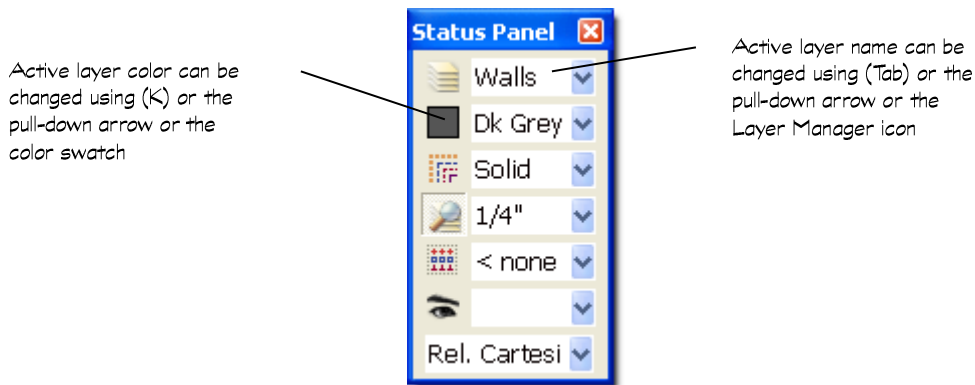 Status Panel
Walls
Dk Grey
Solid
1/4"
< none
Rel. Cartesi
Active layer color can be
changed using (K) or the
pull-down arrow or the
color swatch
Active layer name can be
changed using (Tab) or the
pull-down arrow or the
Layer Manager icon